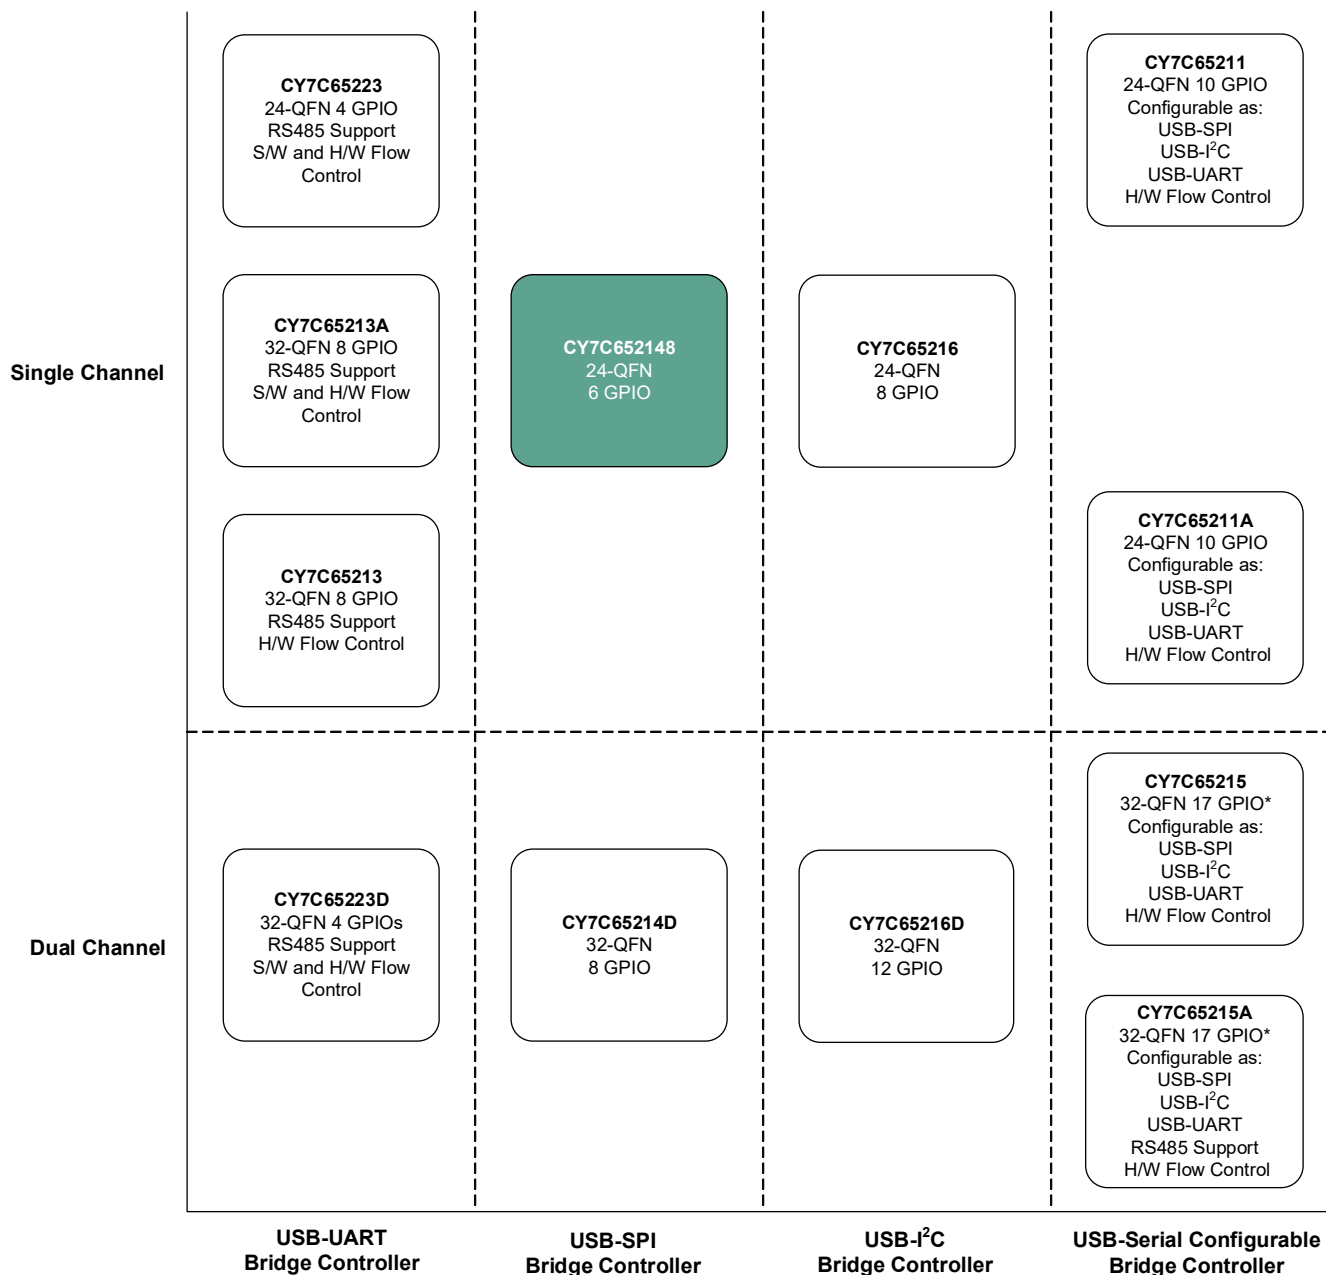 CY7C65223
24-QFN 4 GPIO
RS485 Support
S/W and H/W Flow
Control
CY7C65211
24-QFN 10 GPIO
Configurable as:
USB-SPI
USB-I²C
USB-UART
H/W Flow Control
Single Channel
CY7C65213A
32-QFN 8 GPIO
RS485 Support
S/W and H/W Flow
Control
CY7C652148
24-QFN
6 GPIO
CY7C65216
24-QFN
8 GPIO
CY7C65213
32-QFN 8 GPIO
RS485 Support
H/W Flow Control
CY7C65211A
24-QFN 10 GPIO
Configurable as:
USB-SPI
USB-I²C
USB-UART
H/W Flow Control
Dual Channel
CY7C65223D
32-QFN 4 GPIOs
RS485 Support
S/W and H/W Flow
Control
CY7C65214D
32-QFN
8 GPIO
CY7C65216D
32-QFN
12 GPIO
CY7C65215
32-QFN 17 GPIO*
Configurable as:
USB-SPI
USB-I²C
USB-UART
H/W Flow Control
CY7C65215A
32-QFN 17 GPIO*
Configurable as:
USB-SPI
USB-I²C
USB-UART
RS485 Support
H/W Flow Control
USB-UART
Bridge Controller
USB-SPI
Bridge Controller
USB-I²C
Bridge Controller
USB-Serial Configurable
Bridge Controller